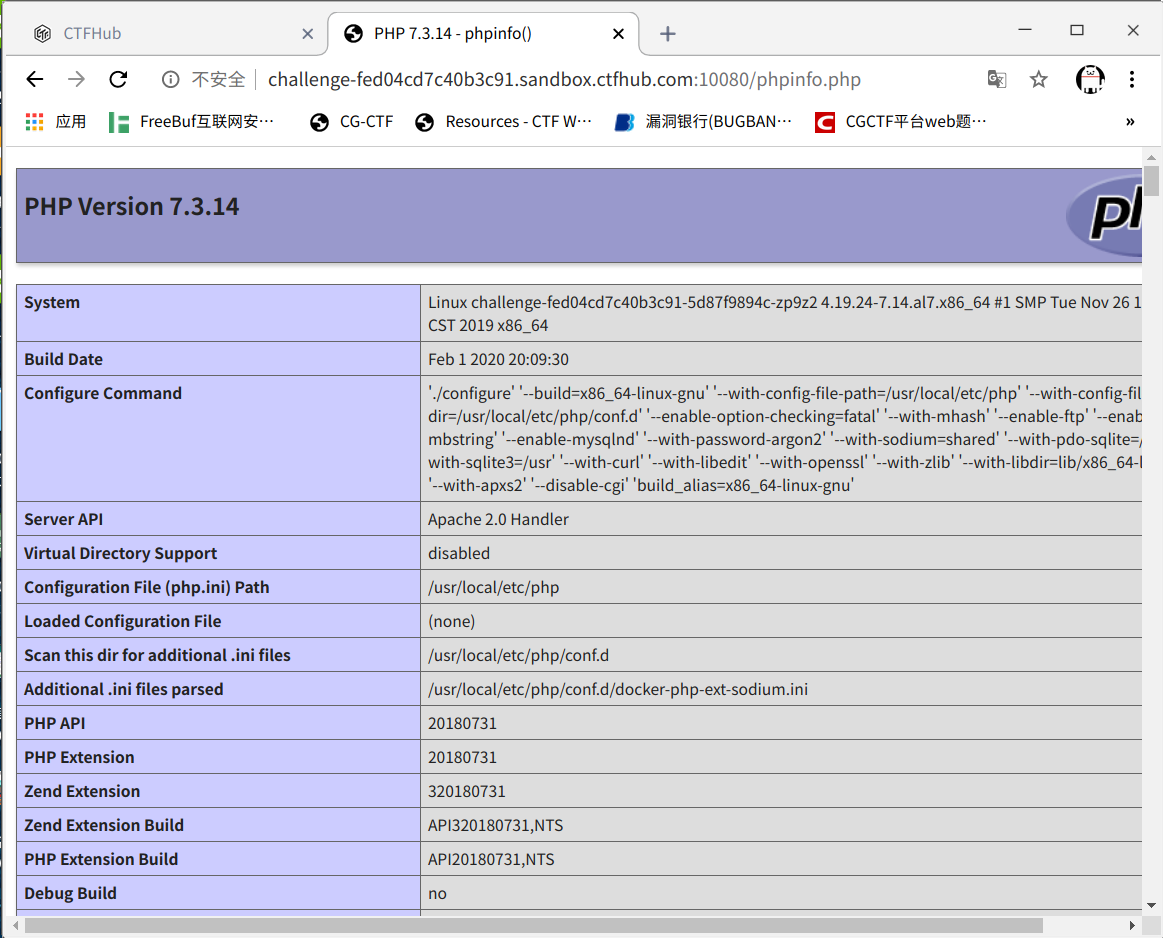 CTFHub
PHP 7.3.14 - phpinfo()
不安全
challenge-fed04cd7c40b3c91.sandbox.ctfhub.com:10080/phpinfo.php
应用
FreeBuf互联网安…
CG-CTF
Resources - CTF W…
漏洞银行(BUGBAN…
CGCTF平台web题…
»
PHP Version 7.3.14
System
Linux challenge-fed04cd7c40b3c91-5d87f9894c-zp9z2 4.19.24-7.14.al7.x86_64 #1 SMP Tue Nov 26 1
CST 2019 x86_64
Build Date
Feb 1 2020 20:09:30
Configure Command
'./configure' '--build=x86_64-linux-gnu' '--with-config-file-path=/usr/local/etc/php' '--with-config-fil
dir=/usr/local/etc/php/conf.d' '--enable-option-checking=fatal' '--with-mhash' '--enable-ftp' '--enab
mbstring' '--enable-mysqlnd' '--with-password-argon2' '--with-sodium=shared' '--with-pdo-sqlite=/
with-sqlite3=/usr' '--with-curl' '--with-libedit' '--with-openssl' '--with-zlib' '--with-libdir=lib/x86_64-l
'--with-apxs2' '--disable-cgi' 'build_alias=x86_64-linux-gnu'
Server API
Apache 2.0 Handler
Virtual Directory Support
disabled
Configuration File (php.ini) Path
/usr/local/etc/php
Loaded Configuration File
(none)
Scan this dir for additional .ini files
/usr/local/etc/php/conf.d
Additional .ini files parsed
/usr/local/etc/php/conf.d/docker-php-ext-sodium.ini
PHP API
20180731
PHP Extension
20180731
Zend Extension
320180731
Zend Extension Build
API320180731,NTS
PHP Extension Build
API20180731,NTS
Debug Build
no